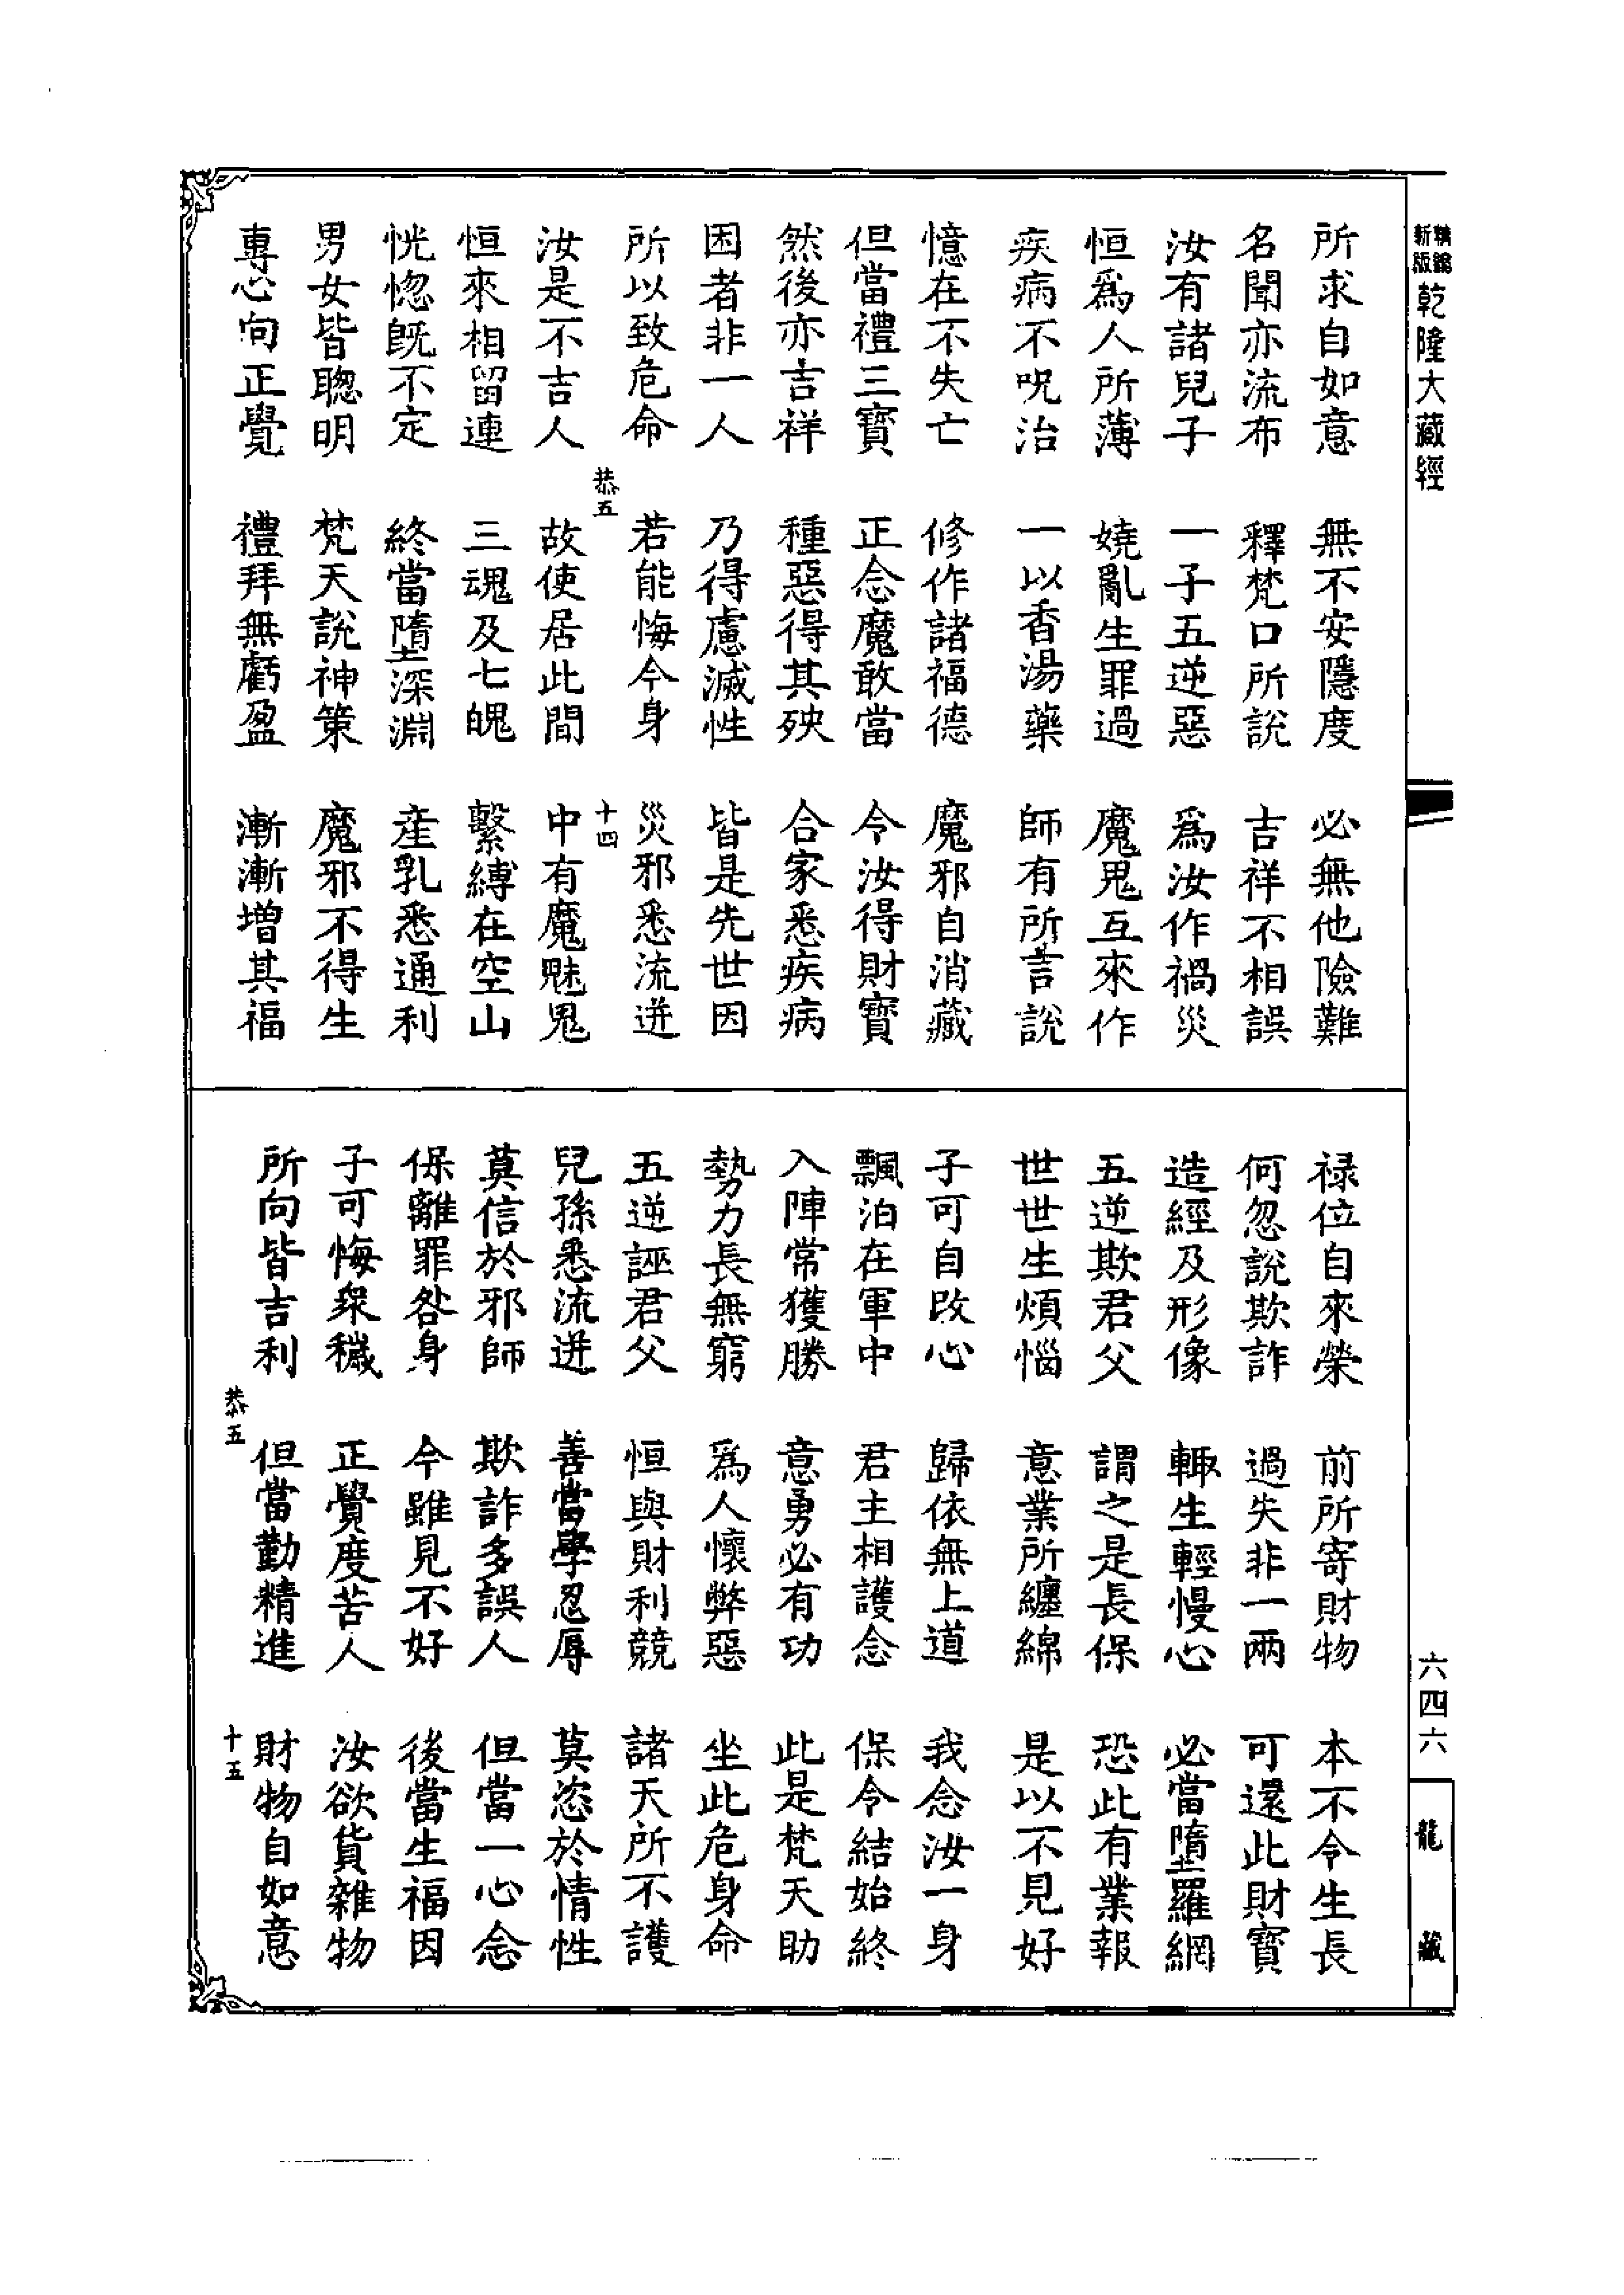 精編新版乾隆大藏經
所求自如意 無不安隱度 必無他險難
名聞亦流布 釋梵口所說 吉祥不相誤
汝有諸兒子 一子五逆惡 爲汝作禍災
恒爲人所薄 嬈亂生罪過 魔鬼互來作
疾病不呪治 一以香湯藥 師有所言說
憶在不失亡 修作諸福德 魔邪自消藏
但當禮三寶 正念魔敢當 令汝得財寶
然後亦吉祥 種惡得其殃 合家悉疾病
困者非一人 乃得慮滅性 皆是先世因
所以致危命 若能悔今身 災邪悉流迸
恭五 十四
汝是不吉人 故使居此間 中有魔魅鬼
恒來相留連 三魂及七魄 繫縛在空山
恍惚既不定 終當墮深淵 產乳悉通利
男女皆聰明 梵天說神策 魔邪不得生
專心向正覺 禮拜無虧盈 漸漸增其福
祿位自來榮 前所寄財物 本不令生長
何忽說欺詐 過失非一兩 可還此財寶
造經及形像 輒生輕慢心 必當墮羅網
五逆欺君父 謂之是長保 恐此有業報
世世生煩惱 意業所纏綿 是以不見好
子可自改心 歸依無上道 我念汝一身
飄泊在軍中 君主相護念 保令結始終
入陣常獲勝 意勇必有功 此是梵天助
勢力長無窮 爲人懷弊惡 坐此危身命
五逆誣君父 恒與財利競 諸天所不護
兒孫悉流迸 善當學忍辱 莫恣於情性
莫信於邪師 欺詐多誤人 但當一心念
保離罪咎身 今雖見不好 後當生福因
子可悔衆穢 正覺度苦人 汝欲貨雜物
所向皆吉利 但當勤精進 財物自如意
恭五 十五
六四六
龍藏